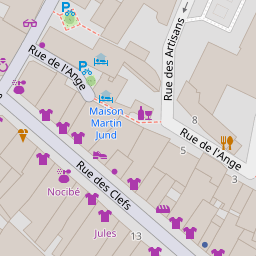 P
Rue de l'Ange
P
Rue des Artisans
Maison
Martin
Jund
8
Rue de l'Ange
5
3
Rue des Clefs
Nocibé
Jules
13